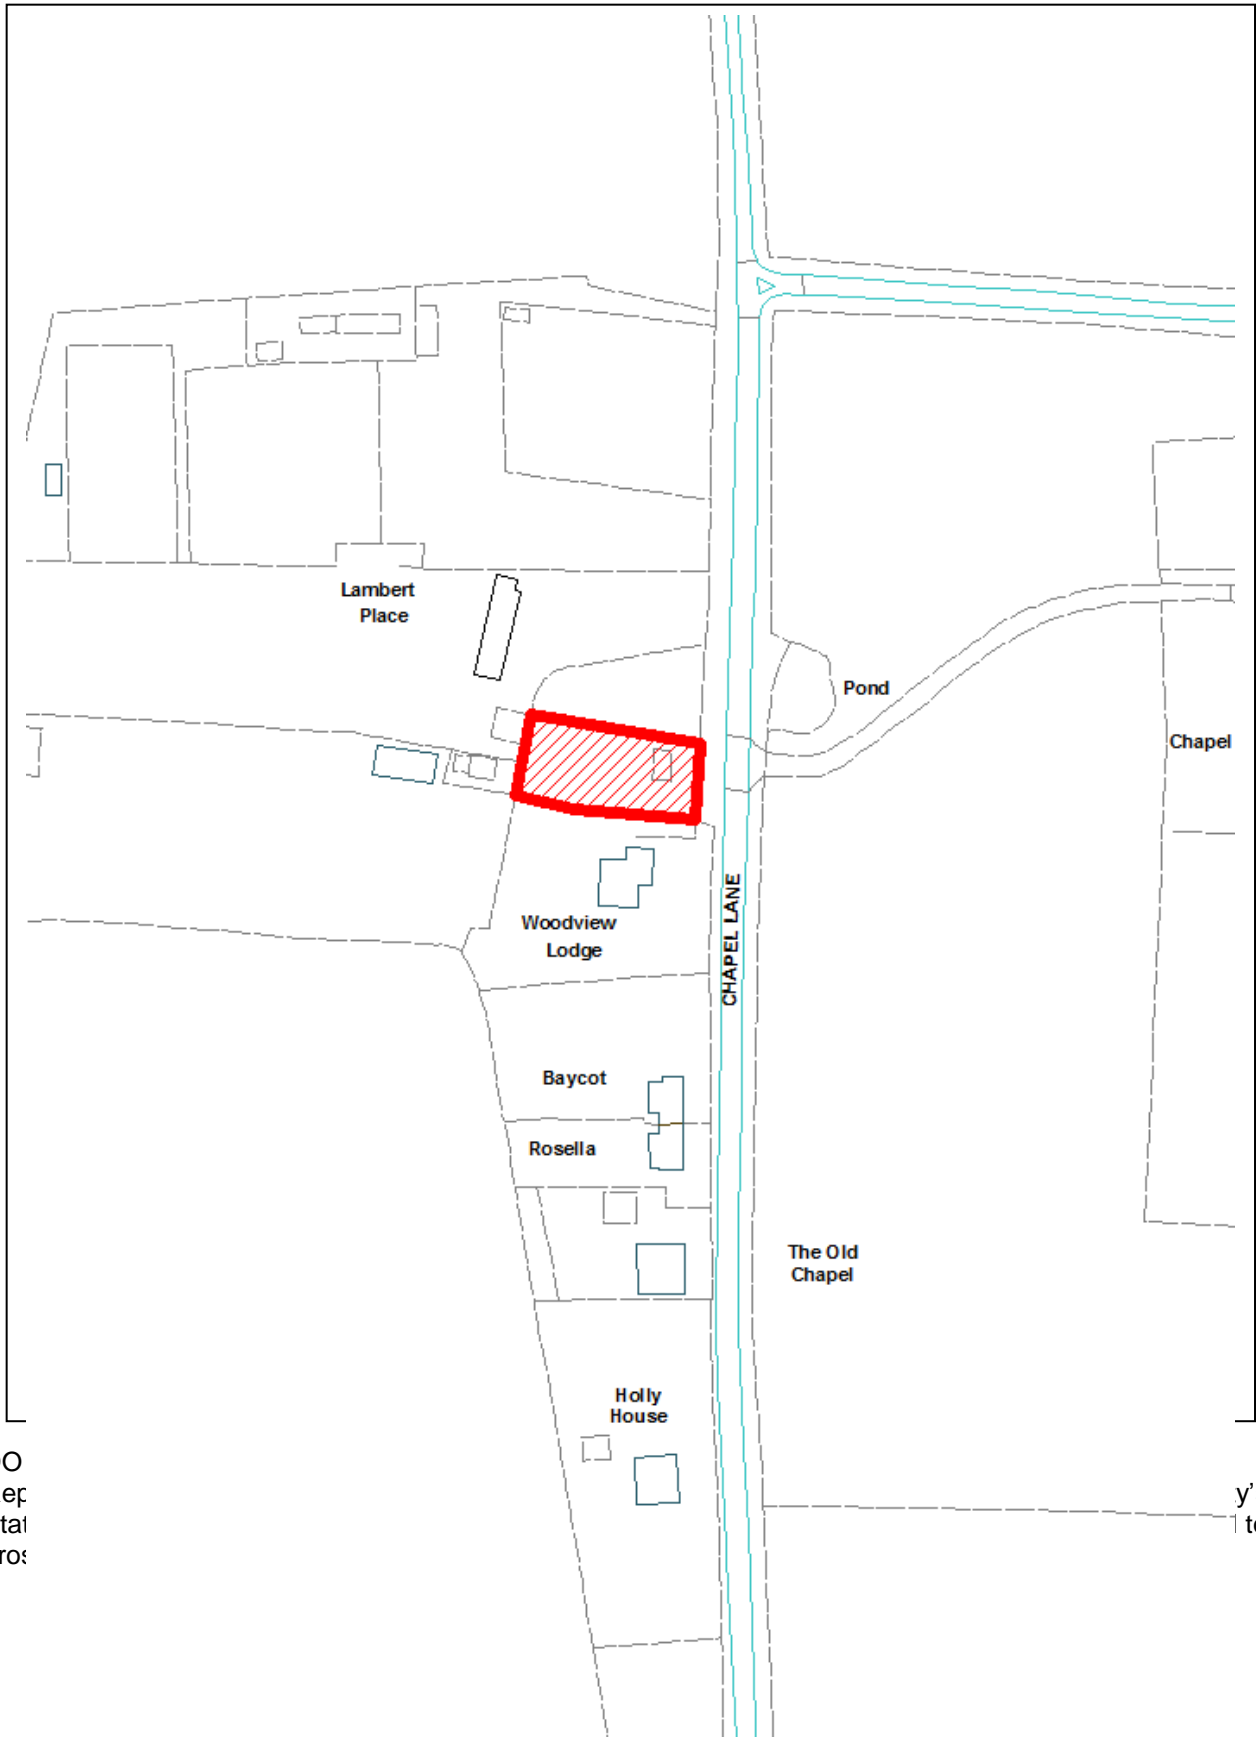 Lambert
Place
Pond
Chapel
CHAPEL LANE
Woodview
Lodge
Baycot
Rosella
The Old
Chapel
Holly
House